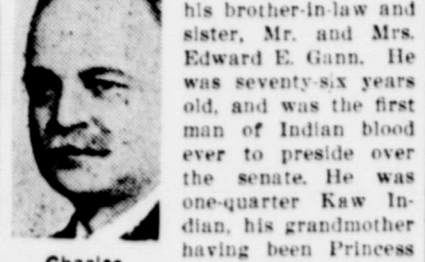 his brother-in-law and
sister, Mr. and Mrs.
Edward E. Gann. He
was seventy-six years
old, and was the first
man of Indian blood
ever to preside over
the senate. He was
one-quarter Kaw In-
dian, his grandmother
having been Princess
Charles